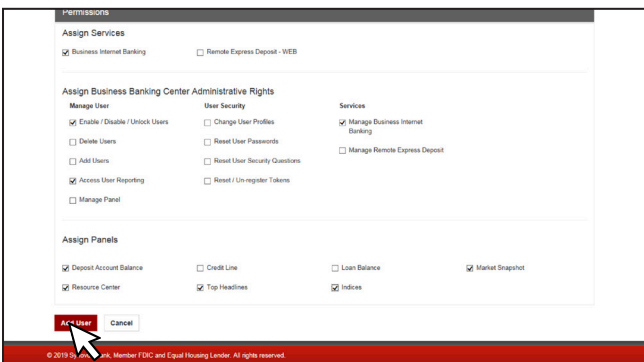 Permissions
Assign Services
Business Internet Banking Remote Express Deposit - WEB
Assign Business Banking Center Administrative Rights
Manage User User Security Services
Enable / Disable / Unlock Users Change User Profiles Manage Business Internet
Banking
Delete Users Reset User Passwords Manage Remote Express Deposit
Add Users Reset User Security Questions
Access User Reporting Reset / Un-register Tokens
Manage Panel
Assign Panels
Deposit Account Balance Credit Line Loan Balance Market Snapshot
Resource Center Top Headlines Indices
Add User Cancel
© 2019 Member FDIC and Equal Housing Lender. All rights reserved.